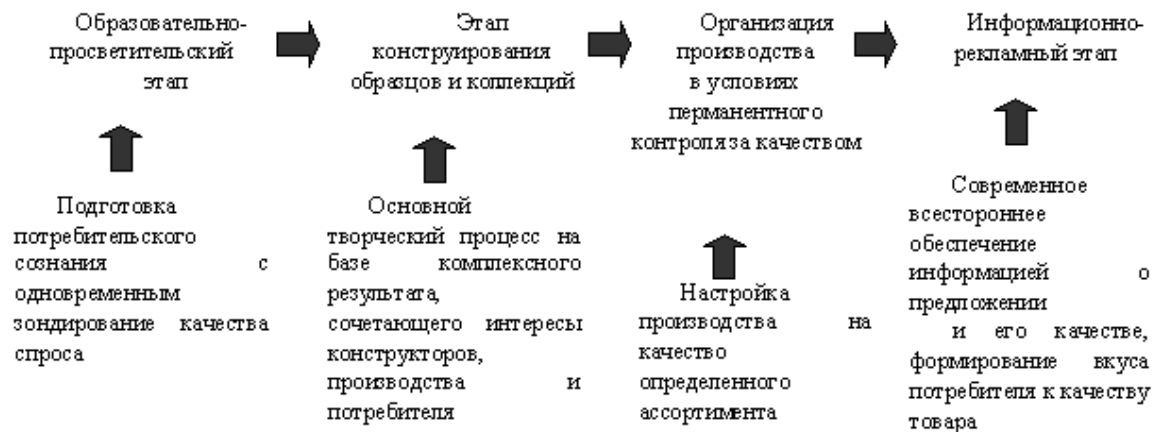 Образовательно-
просветительский
этап
Этап
конструирования
образцов и коллекций
Организация
производства
в условиях
перманентного
контроля за качеством
Информационно-
рекламный этап
Подготовка
потребительского
сознания с
одновременным
зондирование качества
спроса
Основной
творческий процесс на
базе комплексного
результата,
сочетающего интересы
конструкторов,
производства и
потребителя
Настройка
производства на
качество
определенного
ассортимента
Современное
всестороннее
обеспечение
информацией о
предложении
и его качестве,
формирование вкуса
потребителя к качеству
товара